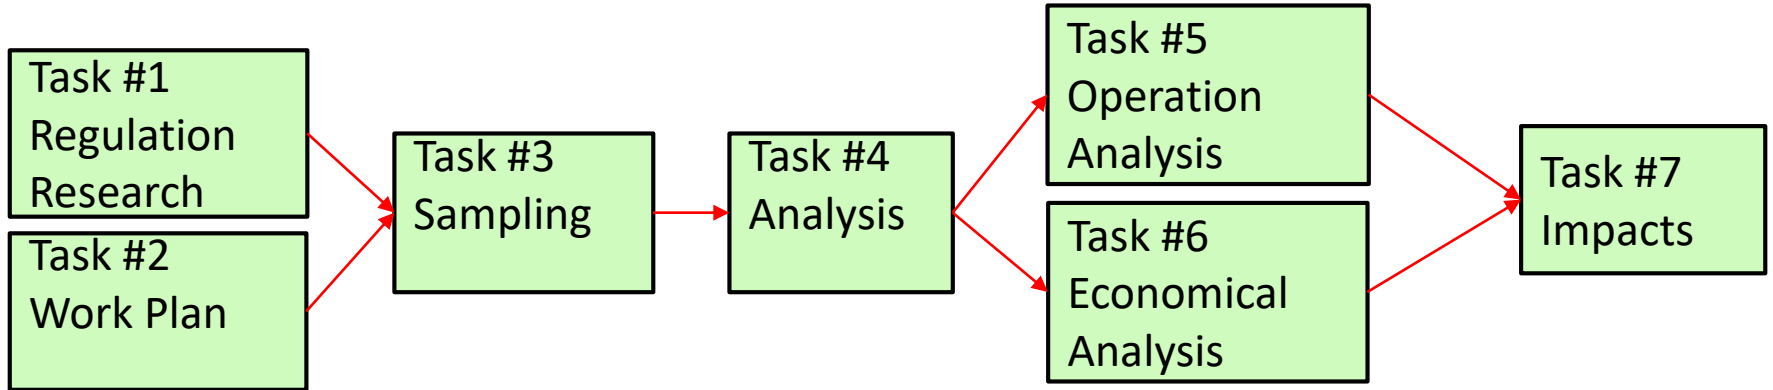 Task #1
Regulation
Research
Task #2
Work Plan
Task #3
Sampling
Task #4
Analysis
Task #5
Operation
Analysis
Task #6
Economical
Analysis
Task #7
Impacts